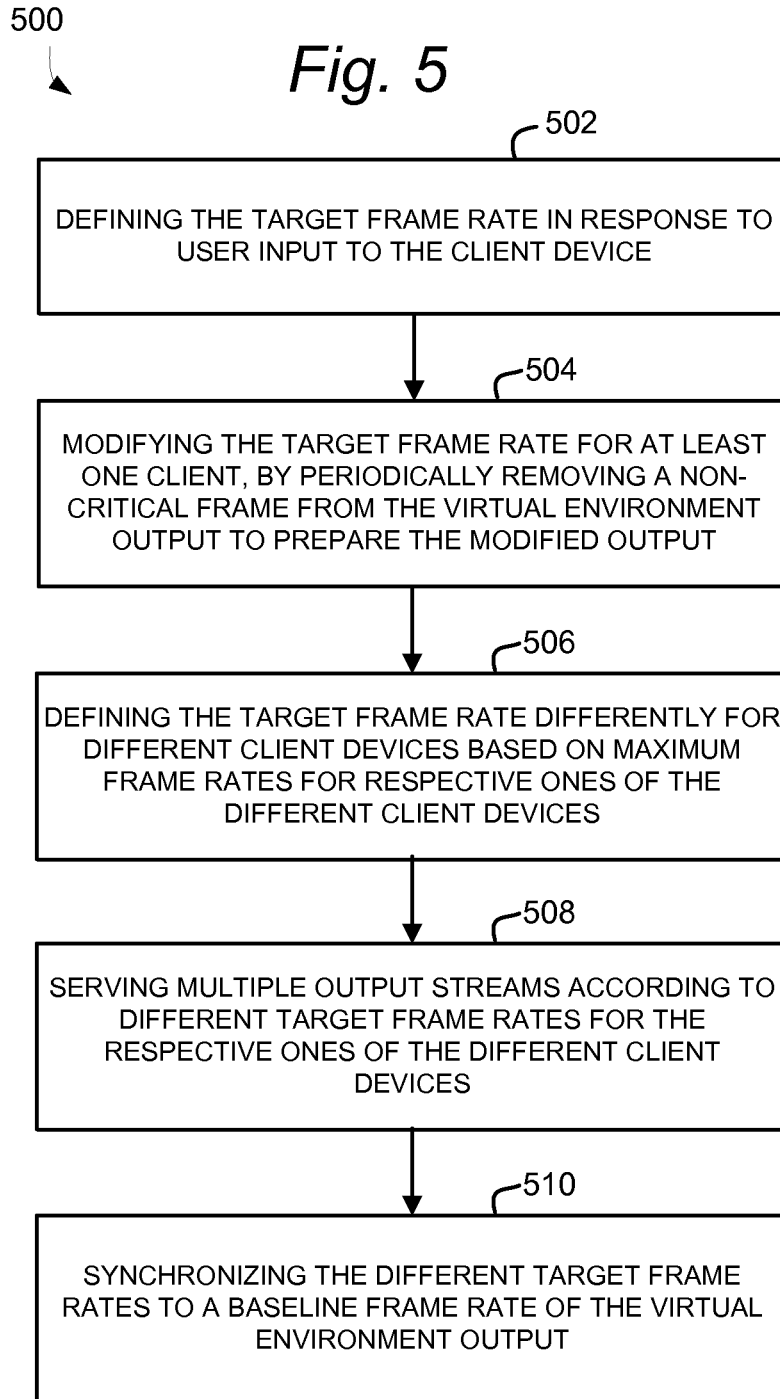 500
Fig. 5
502
DEFINING THE TARGET FRAME RATE IN RESPONSE TO
USER INPUT TO THE CLIENT DEVICE
504
MODIFYING THE TARGET FRAME RATE FOR AT LEAST
ONE CLIENT, BY PERIODICALLY REMOVING A NON-
CRITICAL FRAME FROM THE VIRTUAL ENVIRONMENT
OUTPUT TO PREPARE THE MODIFIED OUTPUT
506
DEFINING THE TARGET FRAME RATE DIFFERENTLY FOR
DIFFERENT CLIENT DEVICES BASED ON MAXIMUM
FRAME RATES FOR RESPECTIVE ONES OF THE
DIFFERENT CLIENT DEVICES
508
SERVING MULTIPLE OUTPUT STREAMS ACCORDING TO
DIFFERENT TARGET FRAME RATES FOR THE
RESPECTIVE ONES OF THE DIFFERENT CLIENT
DEVICES
510
SYNCHRONIZING THE DIFFERENT TARGET FRAME
RATES TO A BASELINE FRAME RATE OF THE VIRTUAL
ENVIRONMENT OUTPUT